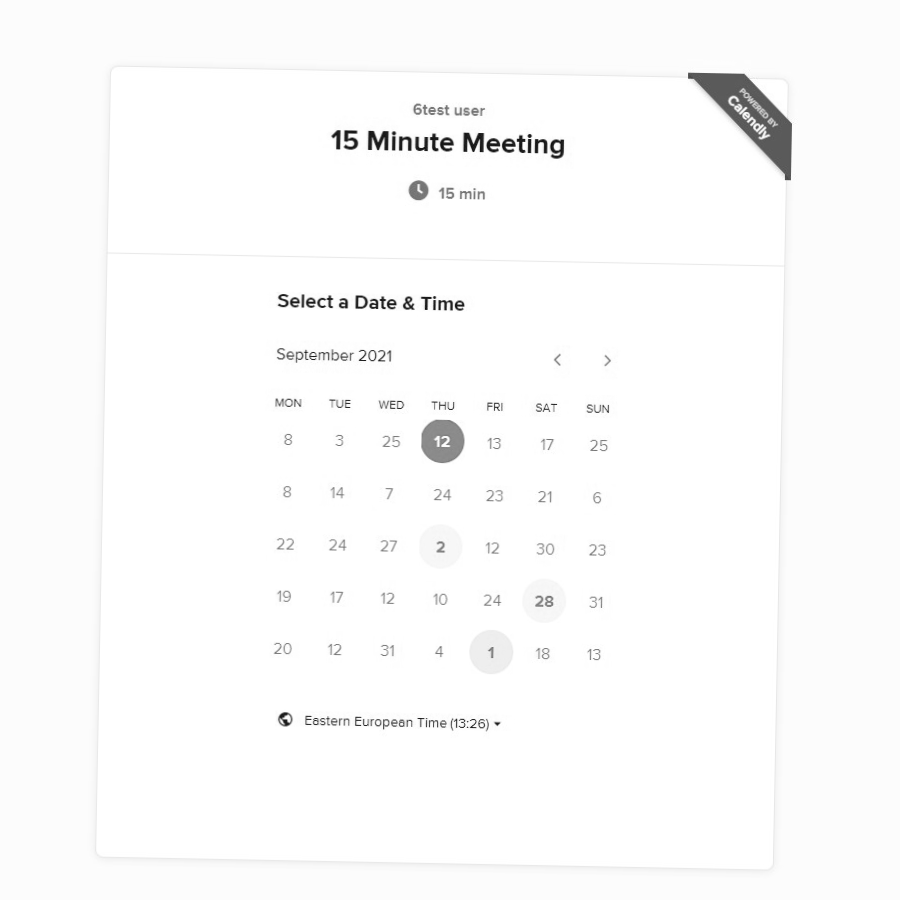 6test user
15 Minute Meeting
15 min
POWERED BY
Calendly
Select a Date & Time
September 2021
MON TUE WED THU FRI SAT SUN
8 3 25 12 13 17 25
8 14 7 24 23 21 6
22 24 27 2 12 30 23
19 17 12 10 24 28 31
20 12 31 4 1 18 13
Eastern European Time (13:26)